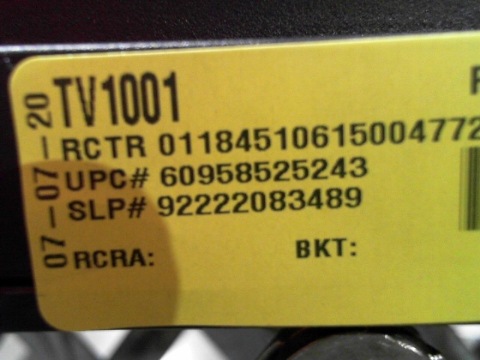 TV1001
RCTR 01184510615004772
UPC# 60958525243
SLP# 92222083489
RCRA: BKT:
07-07-20